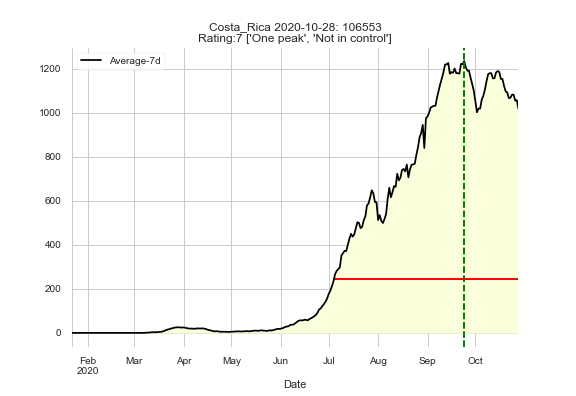 Costa_Rica 2020-10-28: 106553
Rating:7 ['One peak', 'Not in control']
Average-7d
1200
1000
800
600
400
200
0
Feb Mar Apr May Jun Jul Aug Sep Oct
2020
Date